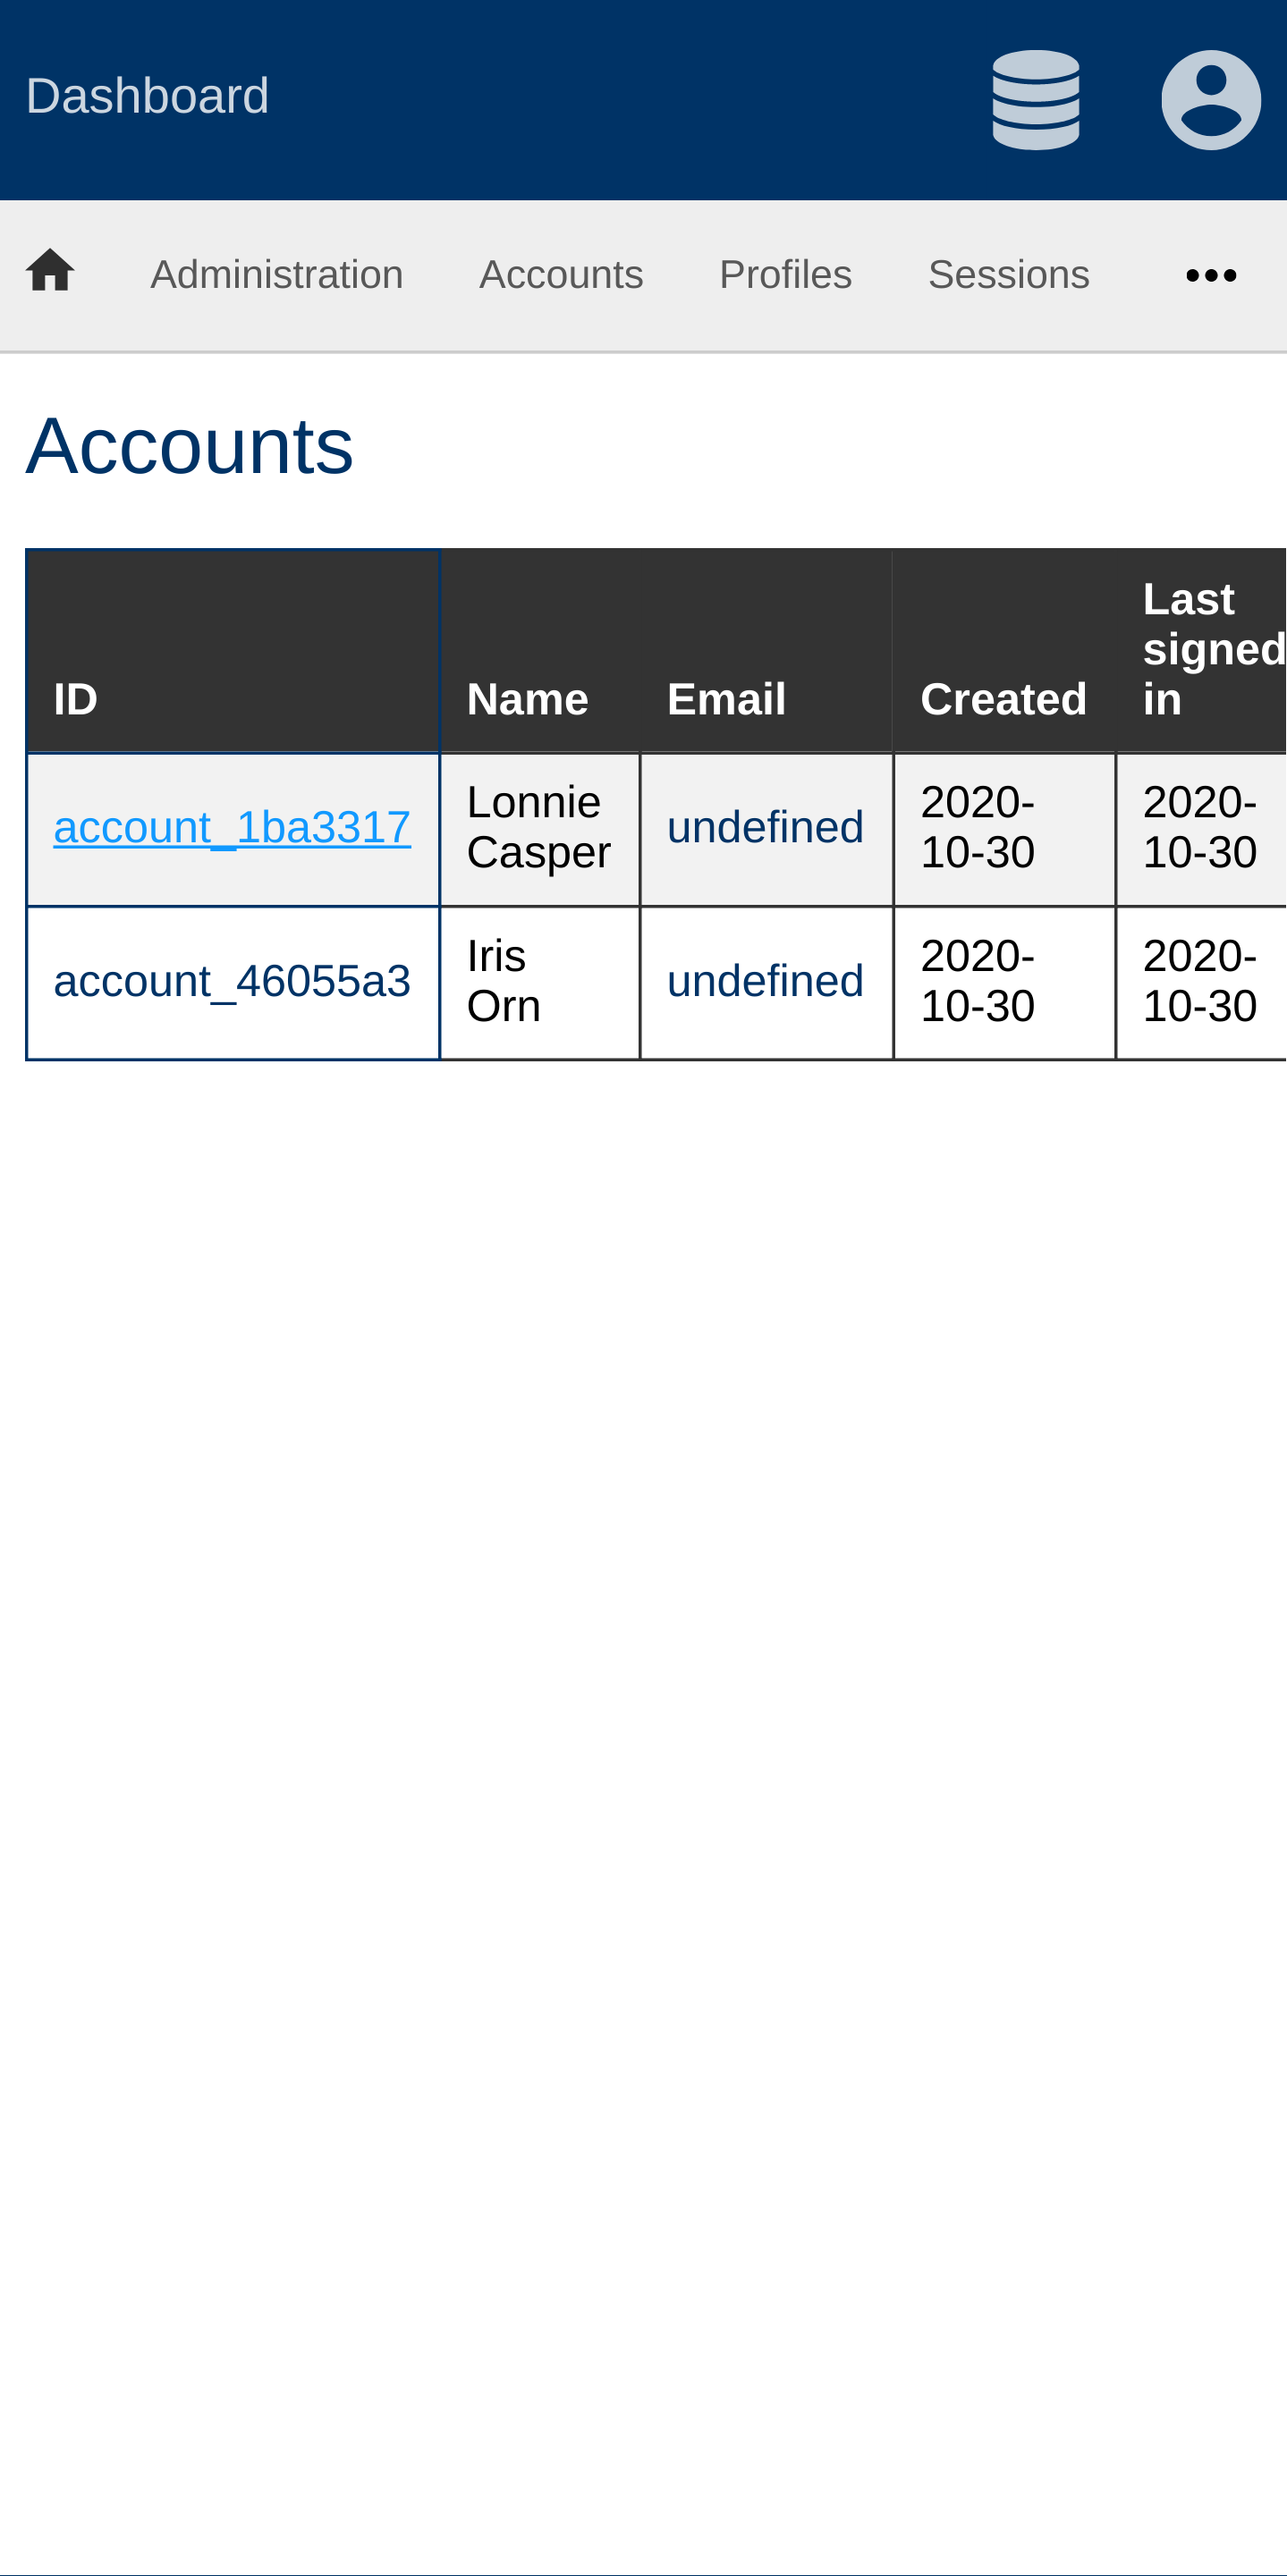 Dashboard
Administration Accounts Profiles Sessions •••
Accounts
ID Name Email Created Last signed in
account_1ba3317 Lonnie Casper undefined 2020-10-30 2020-10-30
account_46055a3 Iris Orn undefined 2020-10-30 2020-10-30